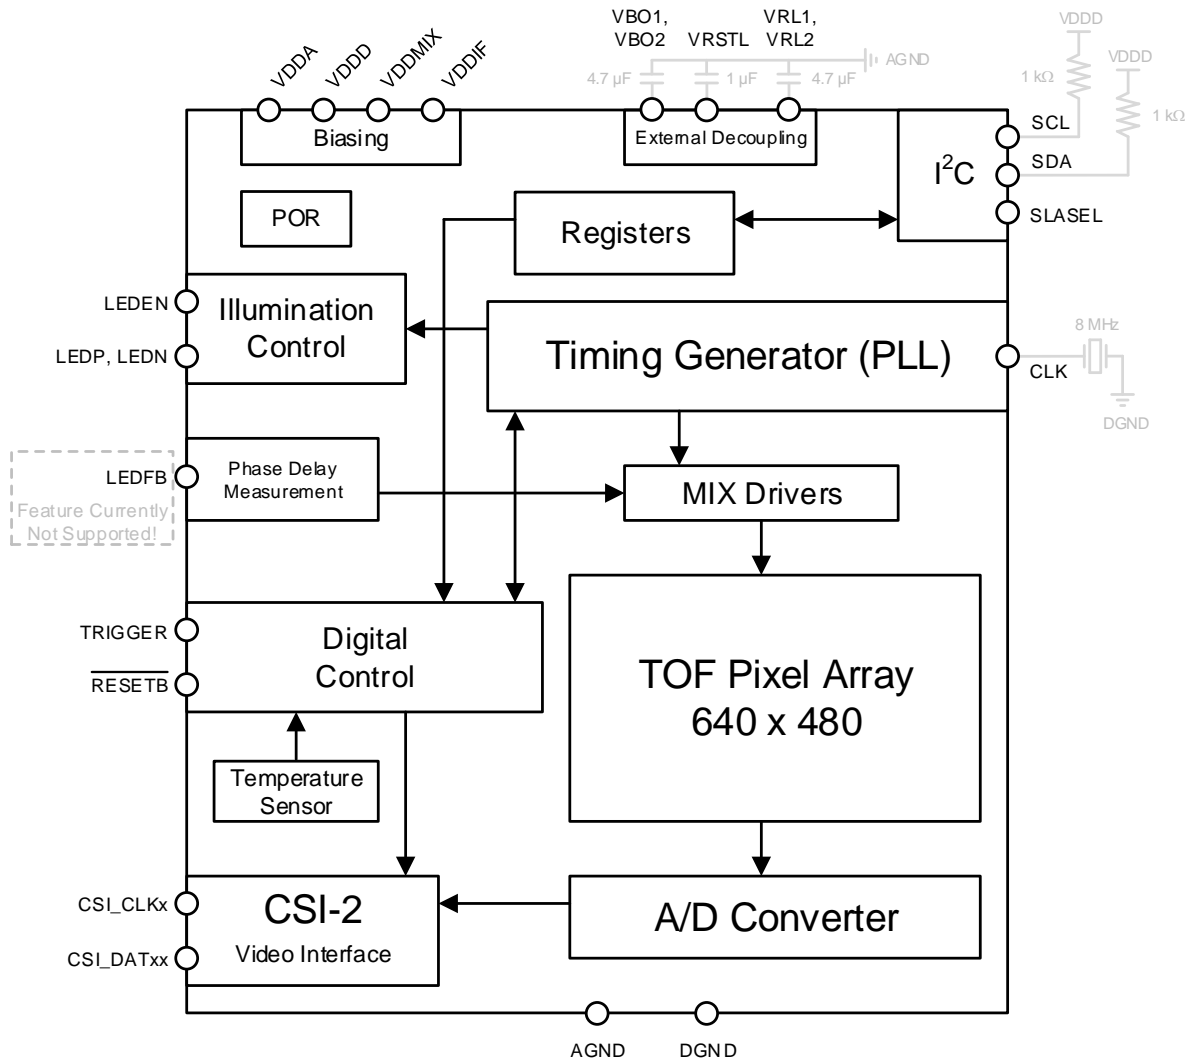 VBO1,
VBO2
VRSTL
VRL1,
VRL2
VDDA
VDDD
VDDMIX
VDDIF
4.7 µF
1 µF
4.7 µF
AGND
VDDD
VDDD
1 kΩ
1 kΩ
Biasing
External Decoupling
I²C
SCL
SDA
SLASEL
POR
Registers
LEDEN
LEDP, LEDN
Illumination
Control
Timing Generator (PLL)
8 MHz
CLK
DGND
LEDFB
Feature Currently
Not Supported!
Phase Delay
Measurement
MIX Drivers
TRIGGER
RESETB
Digital
Control
TOF Pixel Array
640 x 480
Temperature
Sensor
CSI_CLKx
CSI_DATxx
CSI-2
Video Interface
A/D Converter
AGND
DGND